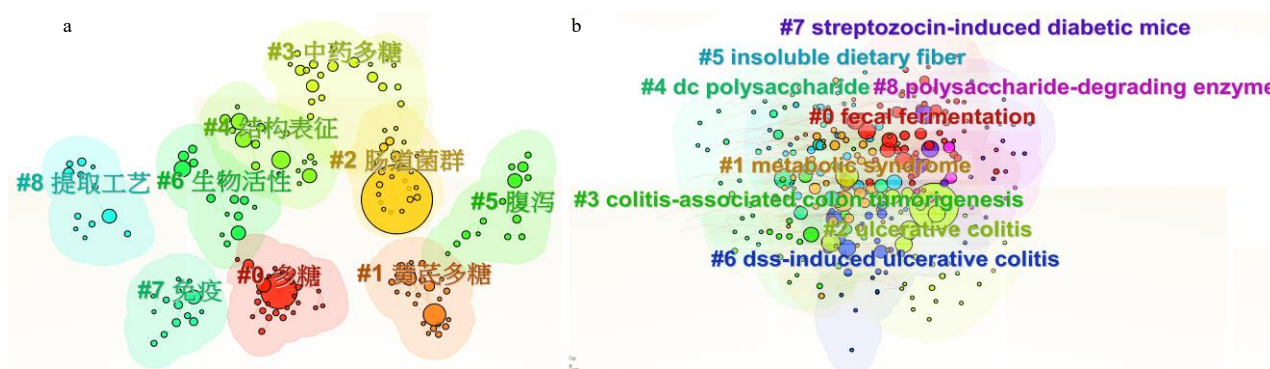 a
#3 中药多糖
#4 结构表征
#2 肠道菌群
#8 提取工艺
#6 生物活性
#5 腹泻
#0 多糖
#1 黄芪多糖
#7 免疫
b
#7 streptozocin-induced diabetic mice
#5 insoluble dietary fiber
#4 dc polysaccharide
#8 polysaccharide-degrading enzyme
#0 fecal fermentation
#1 metabolic syndrome
#3 colitis-associated colon tumorigenesis
#2 ulcerative colitis
#6 dss-induced ulcerative colitis